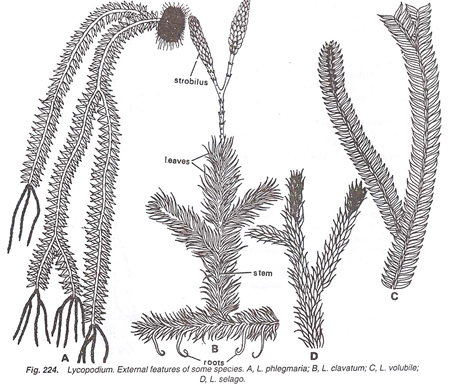 strobilus
leaves
stem
roots
A
B
C
D
Fig. 224. Lycopodium. External features of some species. A, L. phlegmaria; B, L. clavatum; C, L. volubile;
D, L. selago.